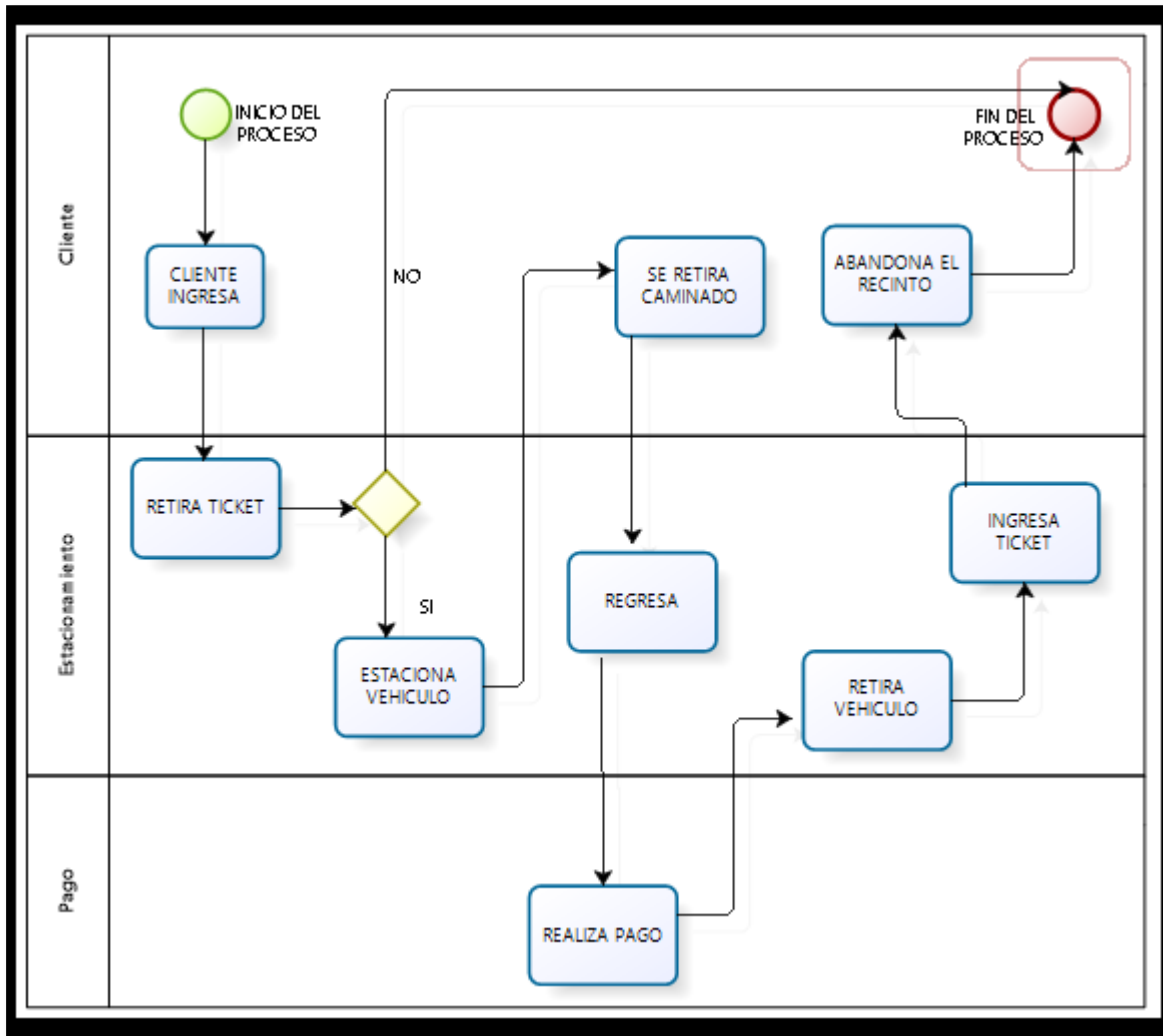 Cliente
INICIO DEL
PROCESO
FIN DEL
PROCESO
CLIENTE
INGRESA
NO
SE RETIRA
CAMINADO
ABANDONA EL
RECINTO
Estacionamiento
RETIRA TICKET
SI
ESTACIONA
VEHICULO
REGRESA
INGRESA
TICKET
RETIRA
VEHICULO
Pago
REALIZA PAGO